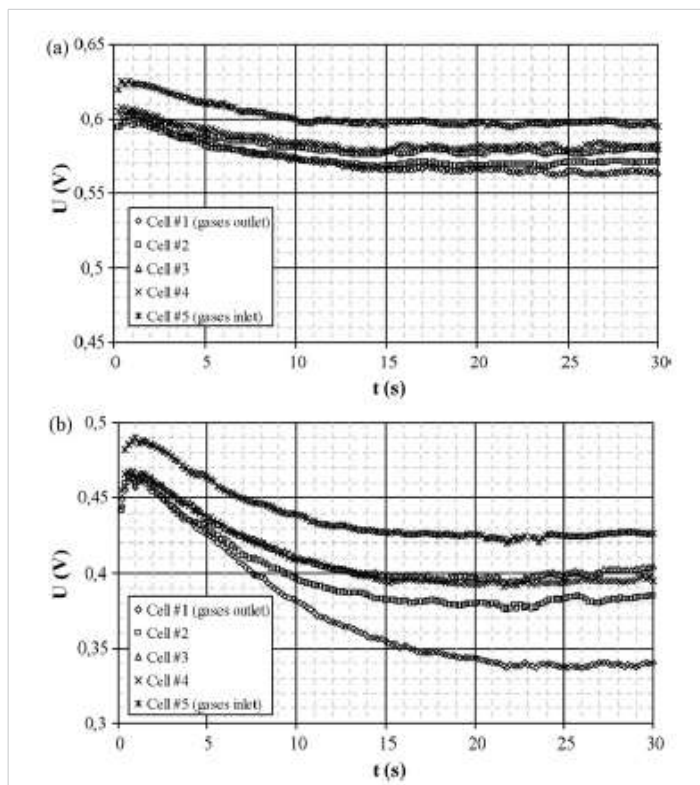 (a)
0,65
0,6
0,55
0,5
0,45
U (V)
Cell #1 (gases outlet)
Cell #2
Cell #3
Cell #4
Cell #5 (gases inlet)
0 5 10 15 20 25 30
t (s)
(b)
0,5
0,45
0,4
0,35
0,3
U (V)
Cell #1 (gases outlet)
Cell #2
Cell #3
Cell #4
Cell #5 (gases inlet)
0 5 10 15 20 25 30
t (s)